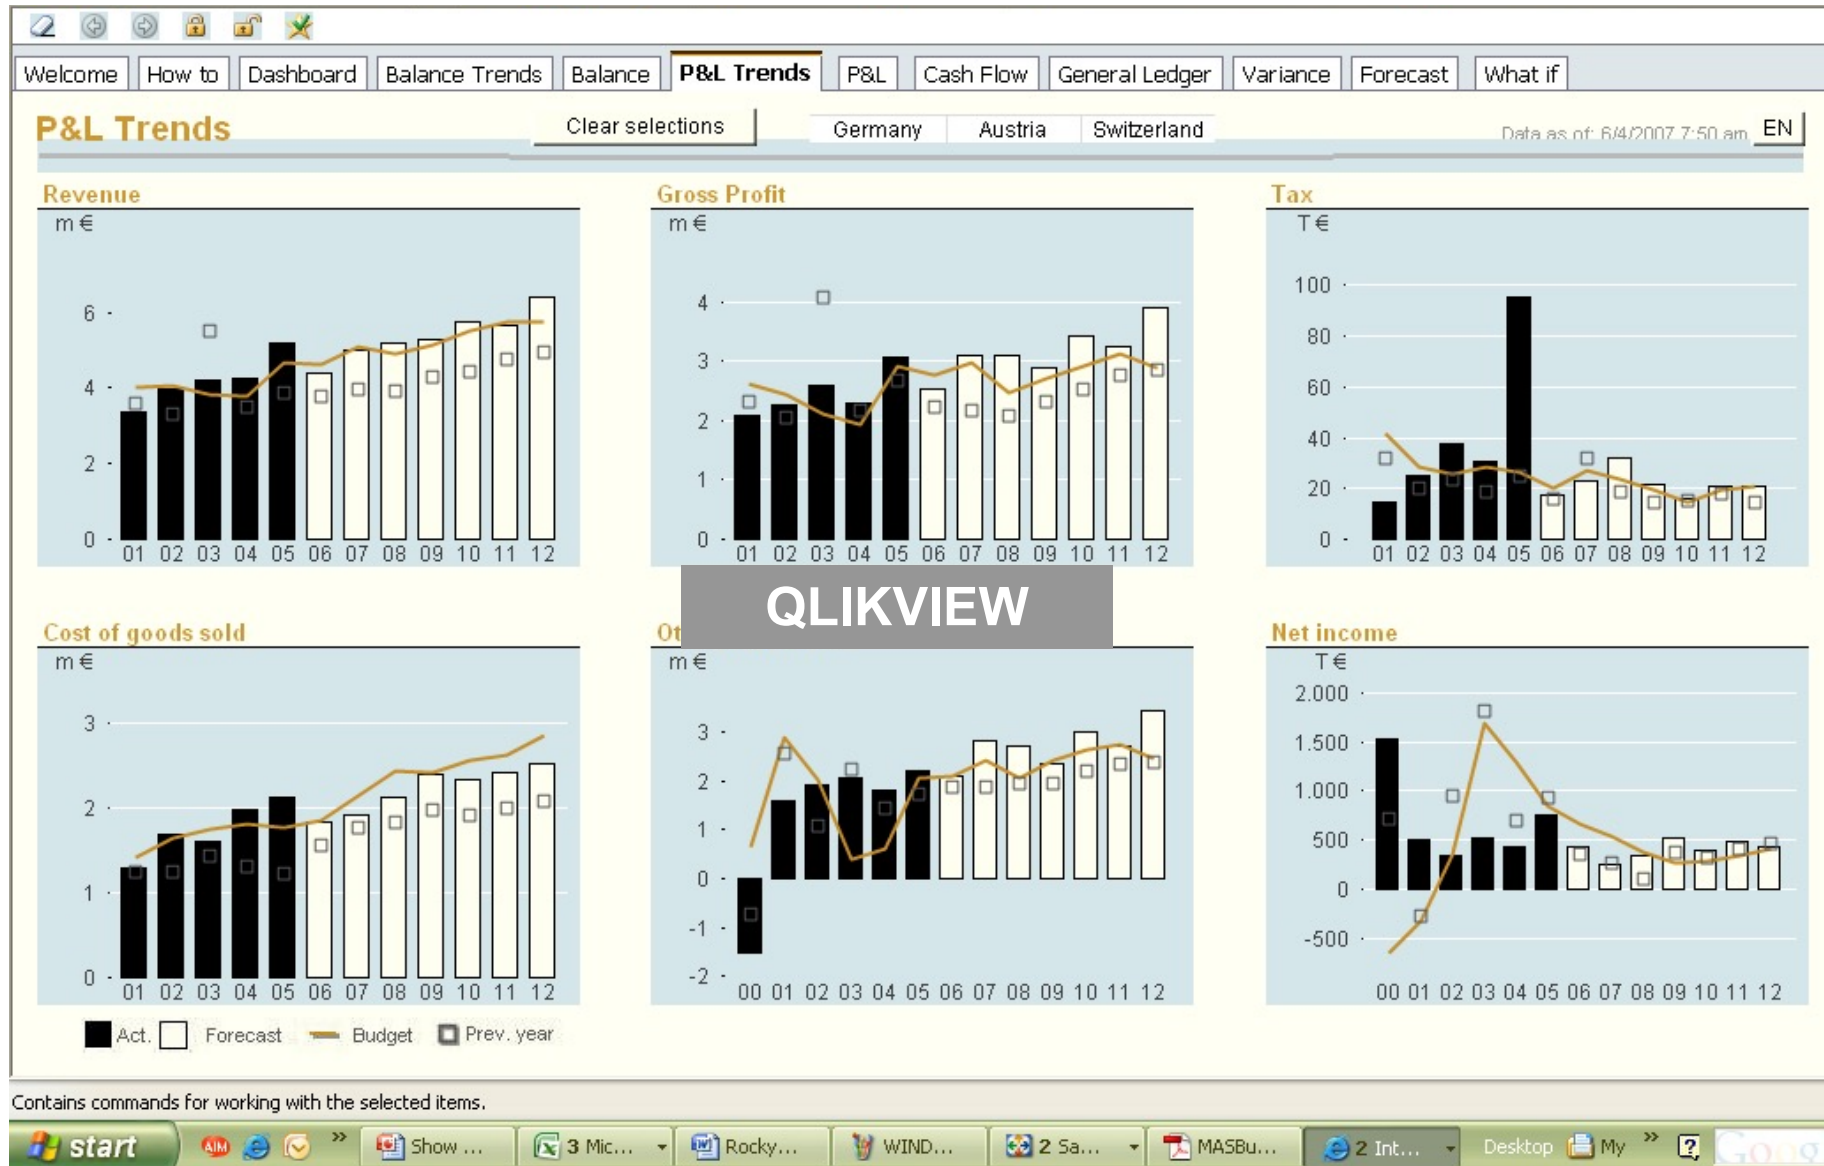 Welcome How to Dashboard Balance Trends Balance P&L Trends P&L Cash Flow General Ledger Variance Forecast What if
P&L Trends Clear selections Germany Austria Switzerland Data as of: 6/4/2007 7:50 am EN
Revenue
m €
6
4
2
0
01 02 03 04 05 06 07 08 09 10 11 12
Gross Profit
m €
4
3
2
1
0
01 02 03 04 05 06 07 08 09 10 11 12
Tax
T €
100
80
60
40
20
0
01 02 03 04 05 06 07 08 09 10 11 12
QLIKVIEW
Cost of goods sold
m €
3
2
1
0
01 02 03 04 05 06 07 08 09 10 11 12
Ot
m €
3
2
1
0
-1
-2
00 01 02 03 04 05 06 07 08 09 10 11 12
Net income
T €
2.000
1.500
1.000
500
0
-500
00 01 02 03 04 05 06 07 08 09 10 11 12
Act. Forecast Budget Prev. year
Contains commands for working with the selected items.
start AIM » Show ... 3 Mic... Rocky... WIND... 2 Sa... MASBu... 2 Int... Desktop My » Goog